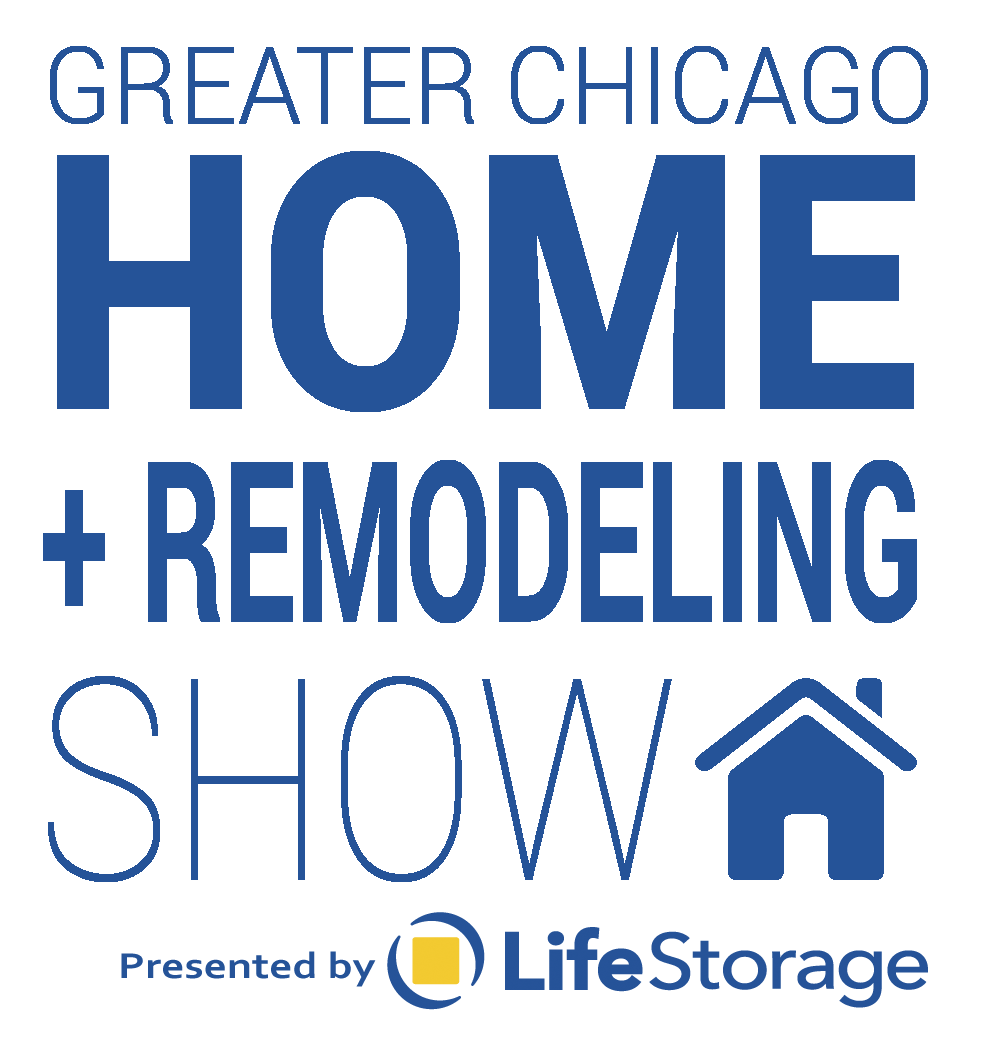 GREATER CHICAGO
HOME
+ REMODELING
SHOW
Presented by LifeStorage